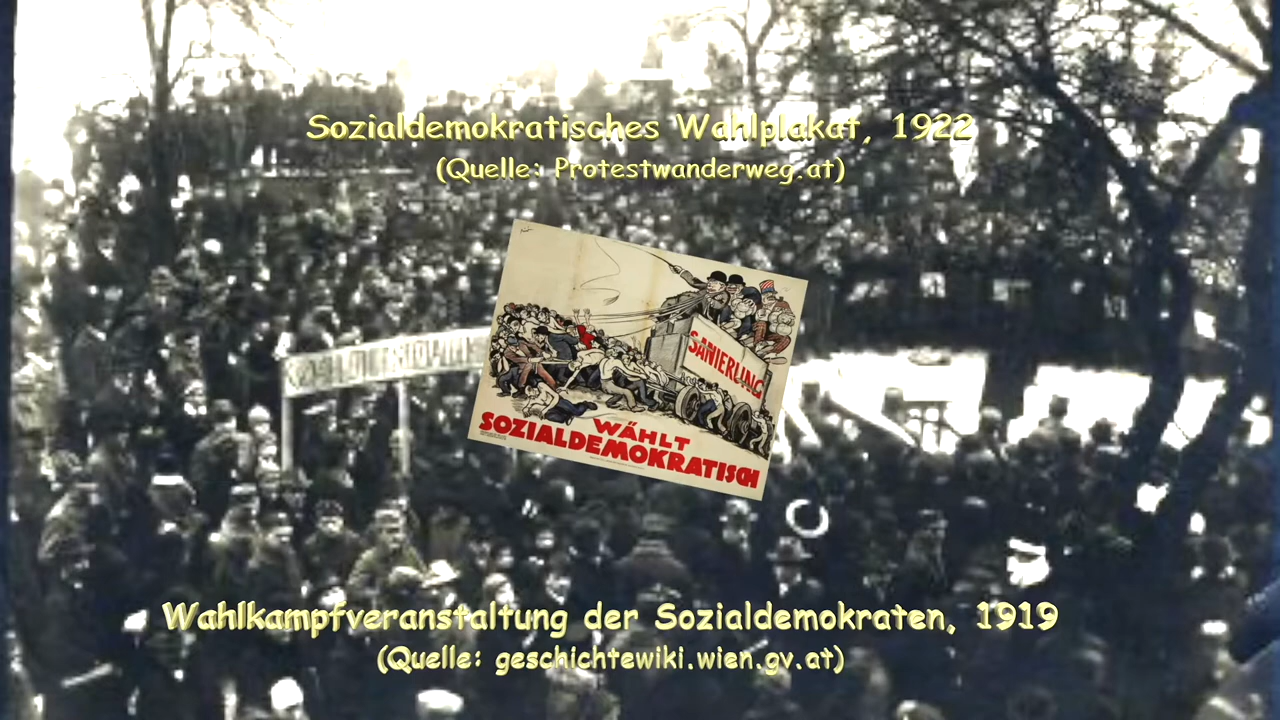 Sozialdemokratisches Wahlplakat, 1922
(Quelle: Protestwanderweg.at)
SANIERUNG
WÄHLT
SOZIALDEMOKRATISCH
Wahlkampfveranstaltung der Sozialdemokraten, 1919
(Quelle: geschichtewiki.wien.gv.at)